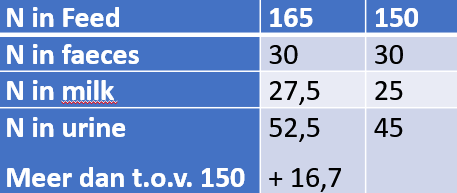 N in Feed 165 150
N in faeces 30 30
N in milk 27,5 25
N in urine 52,5 45
Meer dan t.o.v. 150 + 16,7